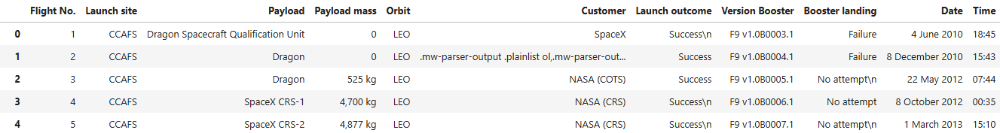 Flight No. Launch site Payload Payload mass Orbit Customer Launch outcome Version Booster Booster landing Date Time
0 1 CCAFS Dragon Spacecraft Qualification Unit 0 LEO SpaceX Success\n F9 v1.0B0003.1 Failure 4 June 2010 18:45
1 2 CCAFS Dragon 0 LEO .mw-parser-output .plainlist ol,.mw-parser-out... Success F9 v1.0B0004.1 Failure 8 December 2010 15:43
2 3 CCAFS Dragon 525 kg LEO NASA (COTS) Success F9 v1.0B0005.1 No attempt\n 22 May 2012 07:44
3 4 CCAFS SpaceX CRS-1 4,700 kg LEO NASA (CRS) Success\n F9 v1.0B0006.1 No attempt 8 October 2012 00:35
4 5 CCAFS SpaceX CRS-2 4,877 kg LEO NASA (CRS) Success\n F9 v1.0B0007.1 No attempt\n 1 March 2013 15:10